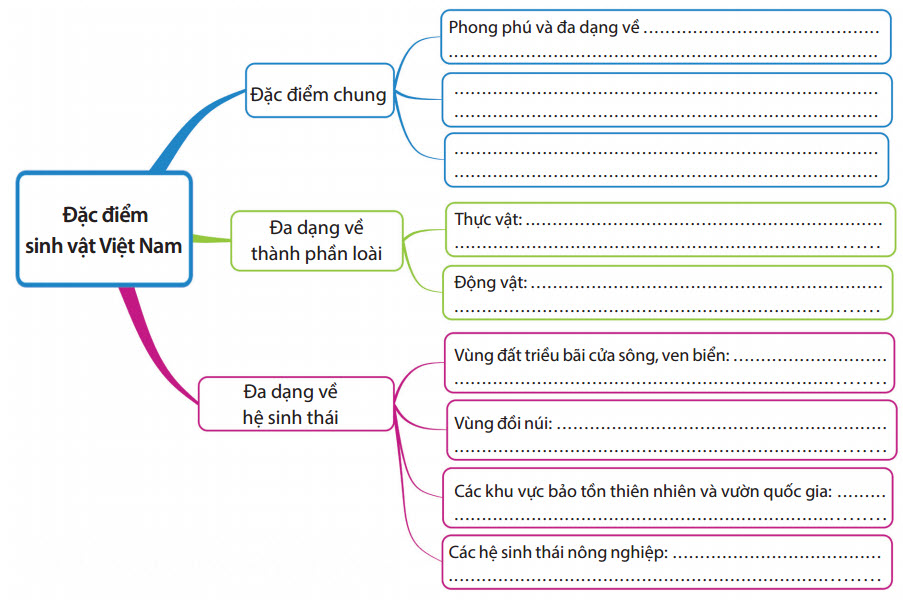 Đặc điểm
sinh vật Việt Nam
Đặc điểm chung
Phong phú và đa dạng về ............................................
................................................................................
................................................................................
................................................................................
................................................................................
................................................................................
Đa dạng về
thành phần loài
Thực vật: ....................................................................
................................................................................
Động vật: ...................................................................
................................................................................
Đa dạng về
hệ sinh thái
Vùng đất triều bãi cửa sông, ven biển: .............................
................................................................................
Vùng đồi núi: ..............................................................
................................................................................
Các khu vực bảo tồn thiên nhiên và vườn quốc gia: .........
................................................................................
Các hệ sinh thái nông nghiệp: .......................................
................................................................................